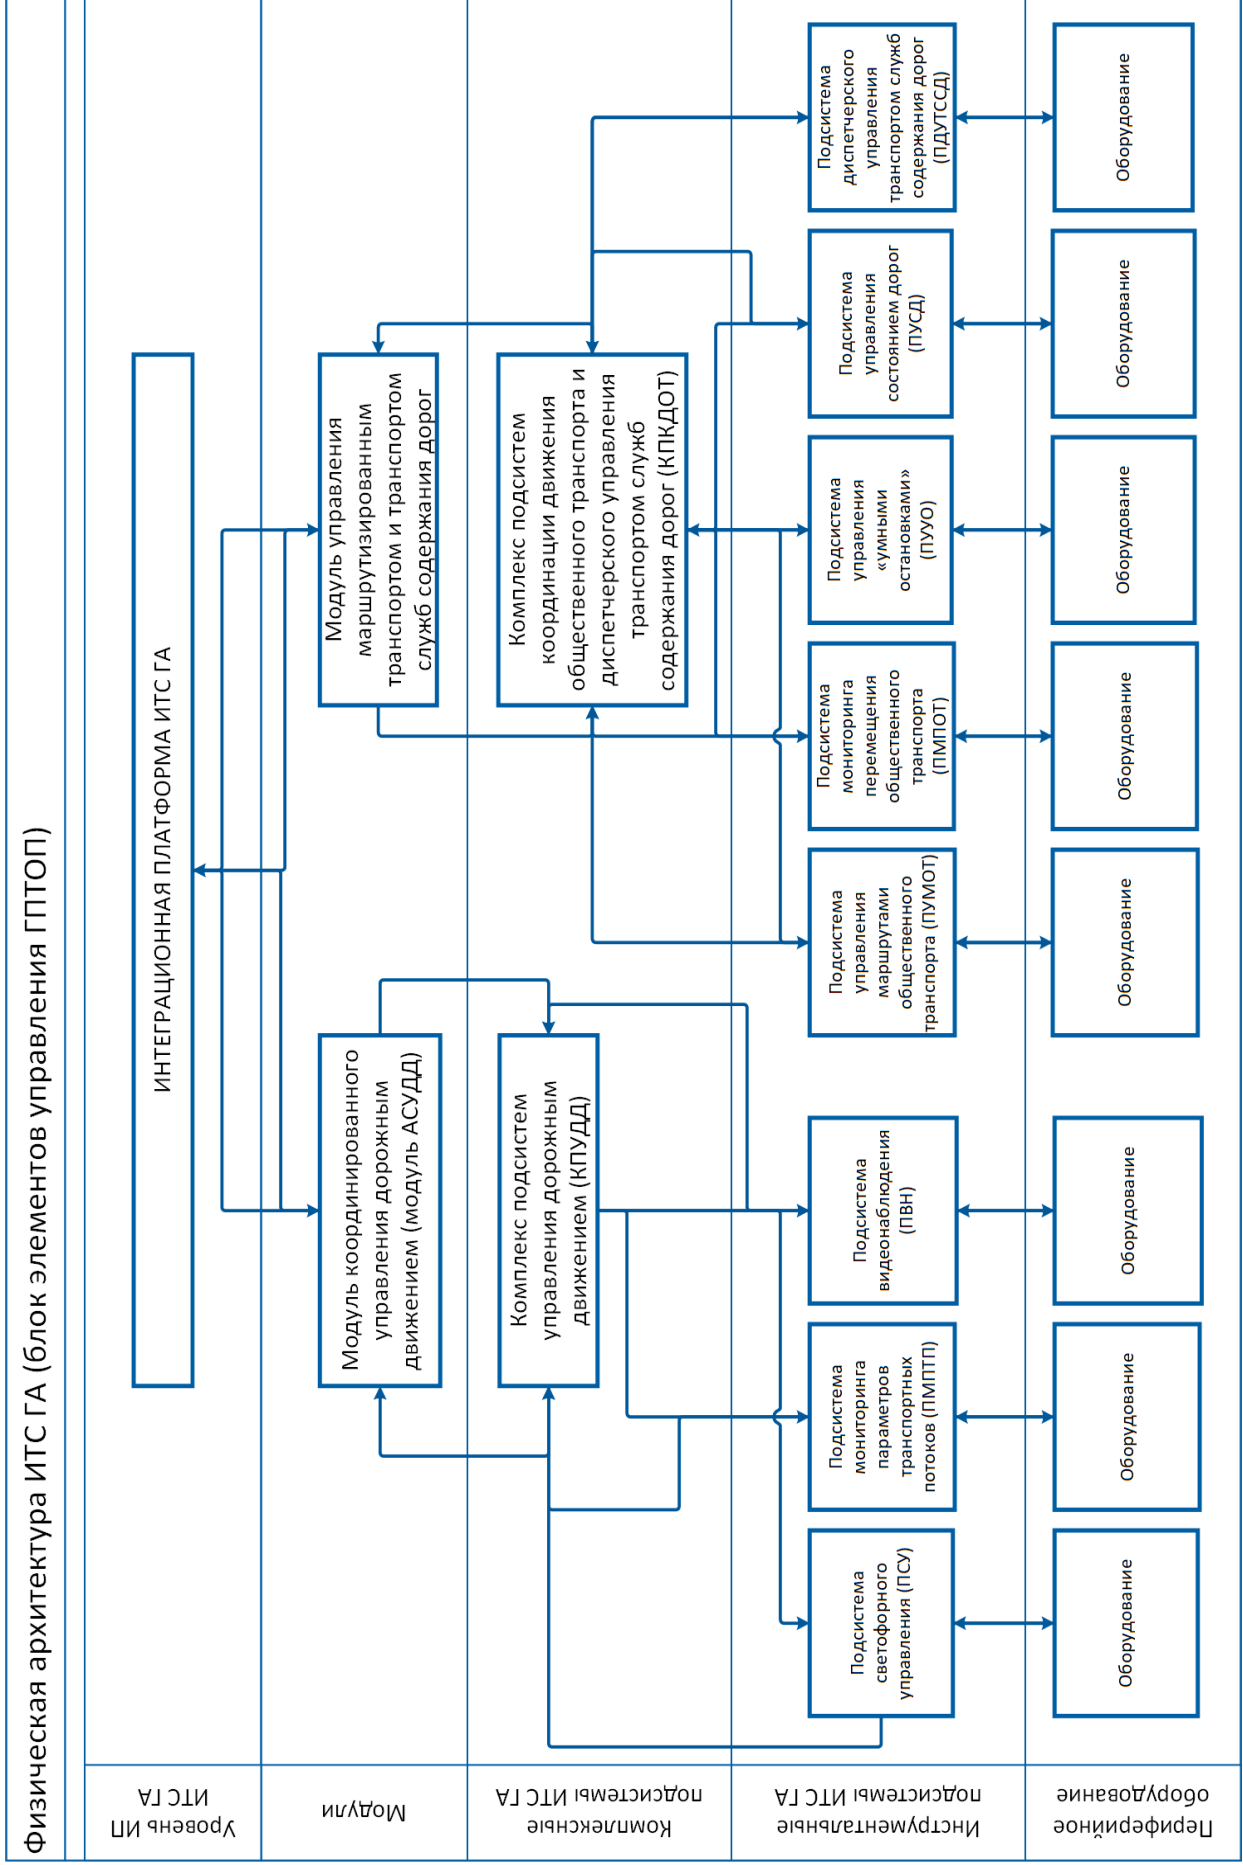 Физическая архитектура ИТС ГА (блок элементов управления ГПТОП)
Уровень ИП
ИТС ГА
ИНТЕГРАЦИОННАЯ ПЛАТФОРМА ИТС ГА
Модули
Модуль координированного
управления дорожным
движением (модуль АСУДД)
Модуль управления
маршрутизированным
транспортом и транспортом
служб содержания дорог
Комплексные
подсистемы ИТС ГА
Комплекс подсистем
управления дорожным
движением (КПУДД)
Комплекс подсистем
координации движения
общественного транспорта и
диспетчерского управления
транспортом служб
содержания дорог (КПКДОТ)
Инструментальные
подсистемы ИТС ГА
Подсистема
светофорного
управления (ПСУ)
Подсистема
мониторинга
параметров
транспортных
потоков (ПМПТП)
Подсистема
видеонаблюдения
(ПВН)
Подсистема
управления
маршрутами
общественного
транспорта (ПУМОТ)
Подсистема
мониторинга
перемещения
общественного
транспорта
(ПМПОТ)
Подсистема
управления
«умными
остановками»
(ПУУО)
Подсистема
управления
состоянием дорог
(ПУСД)
Подсистема
диспетчерского
управления
транспортом служб
содержания дорог
(ПДУТССД)
Периферийное
оборудование
Оборудование
Оборудование
Оборудование
Оборудование
Оборудование
Оборудование
Оборудование
Оборудование